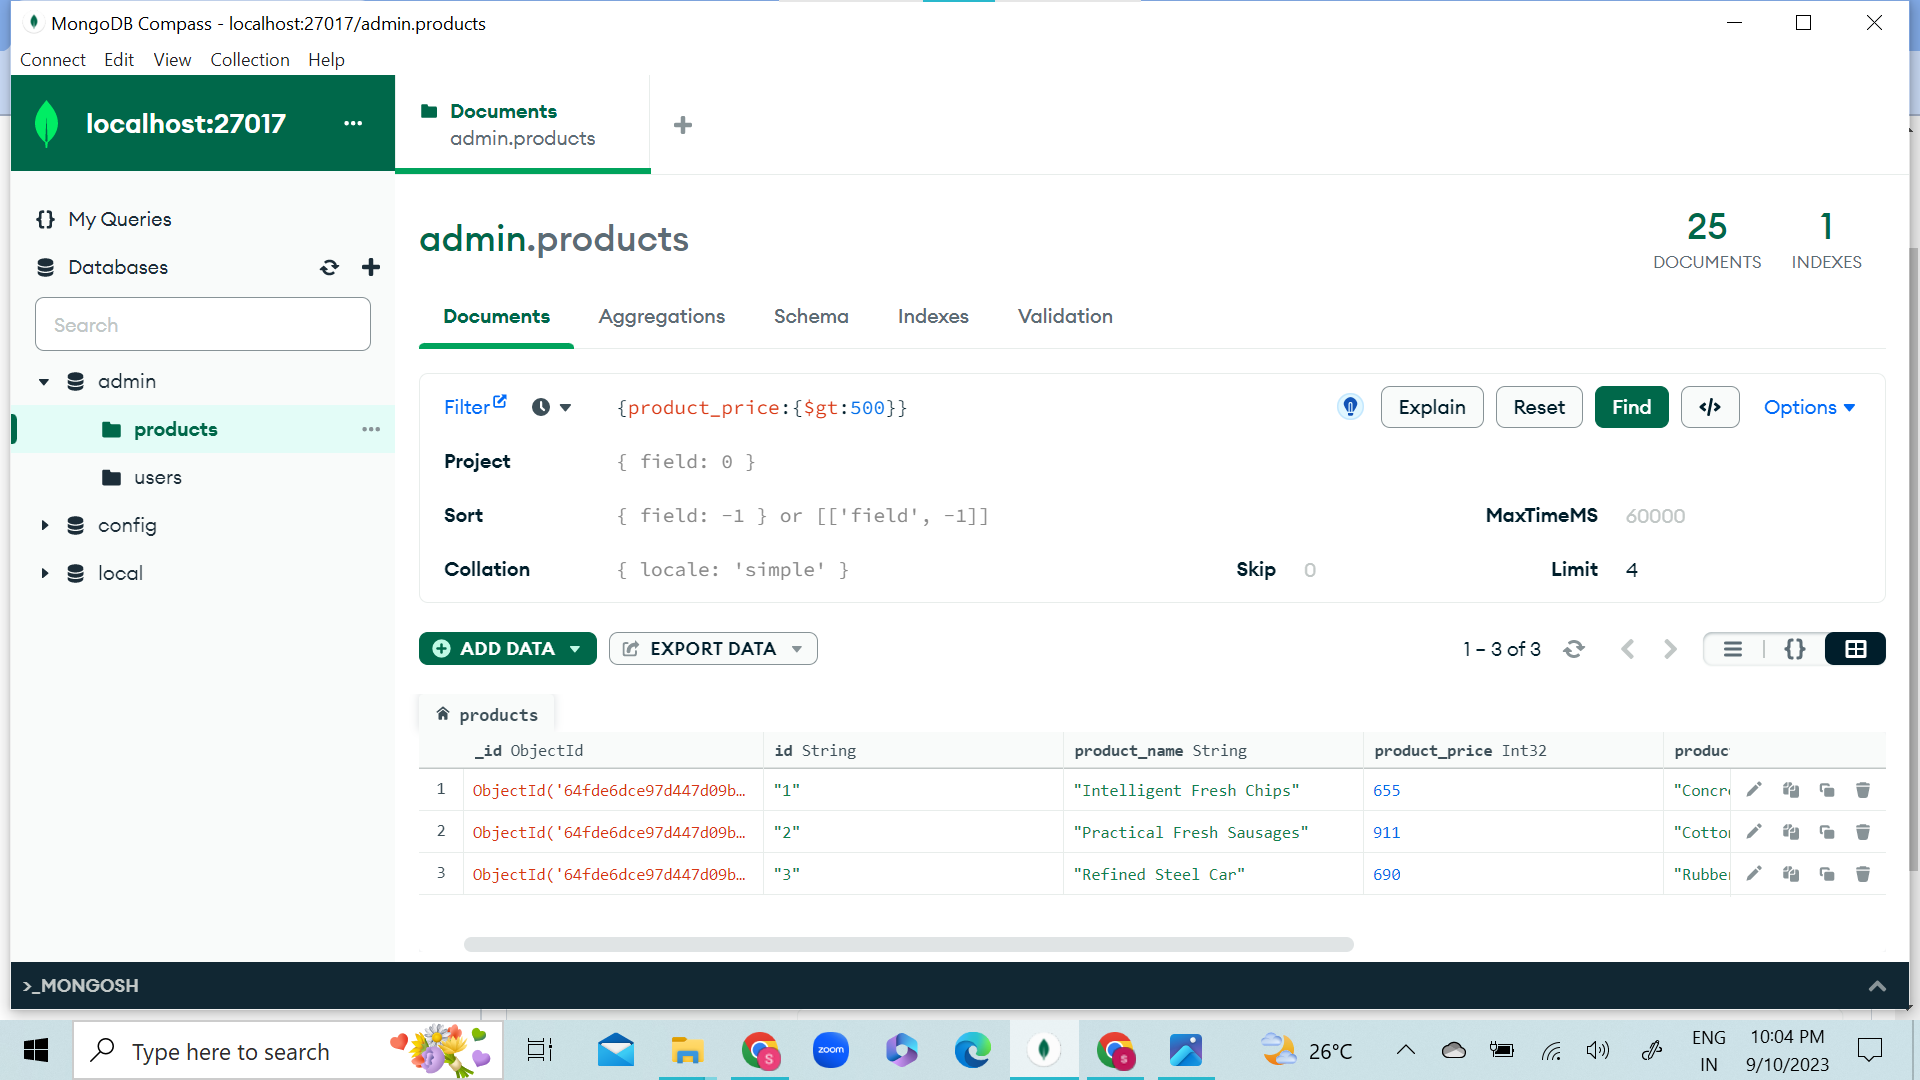 MongoDB Compass - localhost:27017/admin.products
Connect Edit View Collection Help
localhost:27017 ...
Documents
admin.products
My Queries
Databases
Search
admin
products
users
config
local
admin.products
25
DOCUMENTS
1
INDEXES
Documents Aggregations Schema Indexes Validation
Filter {product_price:{$gt:500}} Explain Reset Find </> Options
Project { field: 0 }
Sort { field: -1 } or [['field', -1]] MaxTimeMS 60000
Collation { locale: 'simple' } Skip 0 Limit 4
ADD DATA EXPORT DATA 1 – 3 of 3 {}
products
_id ObjectId id String product_name String product_price Int32 produc
1 ObjectId('64fde6dce97d447d09b... "1" "Intelligent Fresh Chips" 655 "Concre
2 ObjectId('64fde6dce97d447d09b... "2" "Practical Fresh Sausages" 911 "Cotton
3 ObjectId('64fde6dce97d447d09b... "3" "Refined Steel Car" 690 "Rubber
>_MONGOSH
Type here to search
zoom
26°C
ENG
IN
10:04 PM
9/10/2023